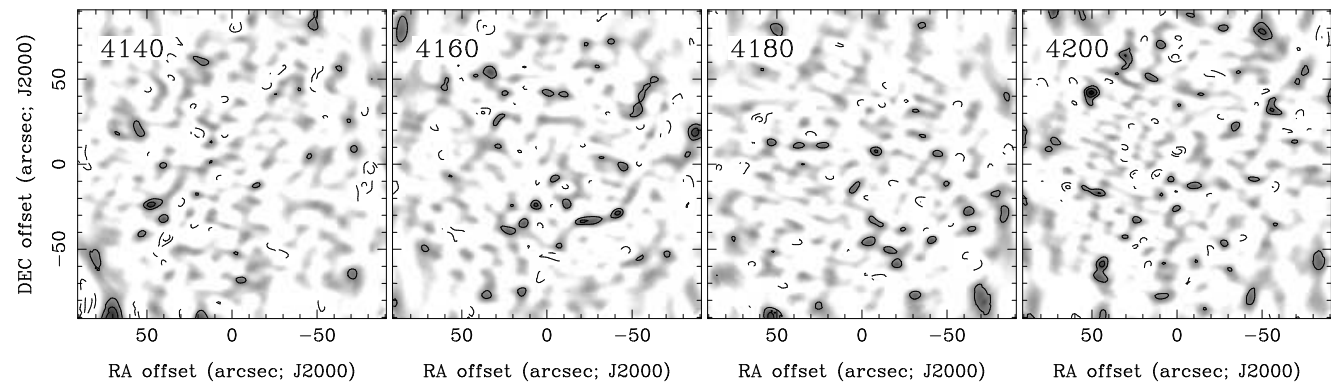 4140 4160 4180 4200
DEC offset (arcsec; J2000)
50
0
−50
50 0 −50 50 0 −50 50 0 −50 50 0 −50
RA offset (arcsec; J2000) RA offset (arcsec; J2000) RA offset (arcsec; J2000) RA offset (arcsec; J2000)